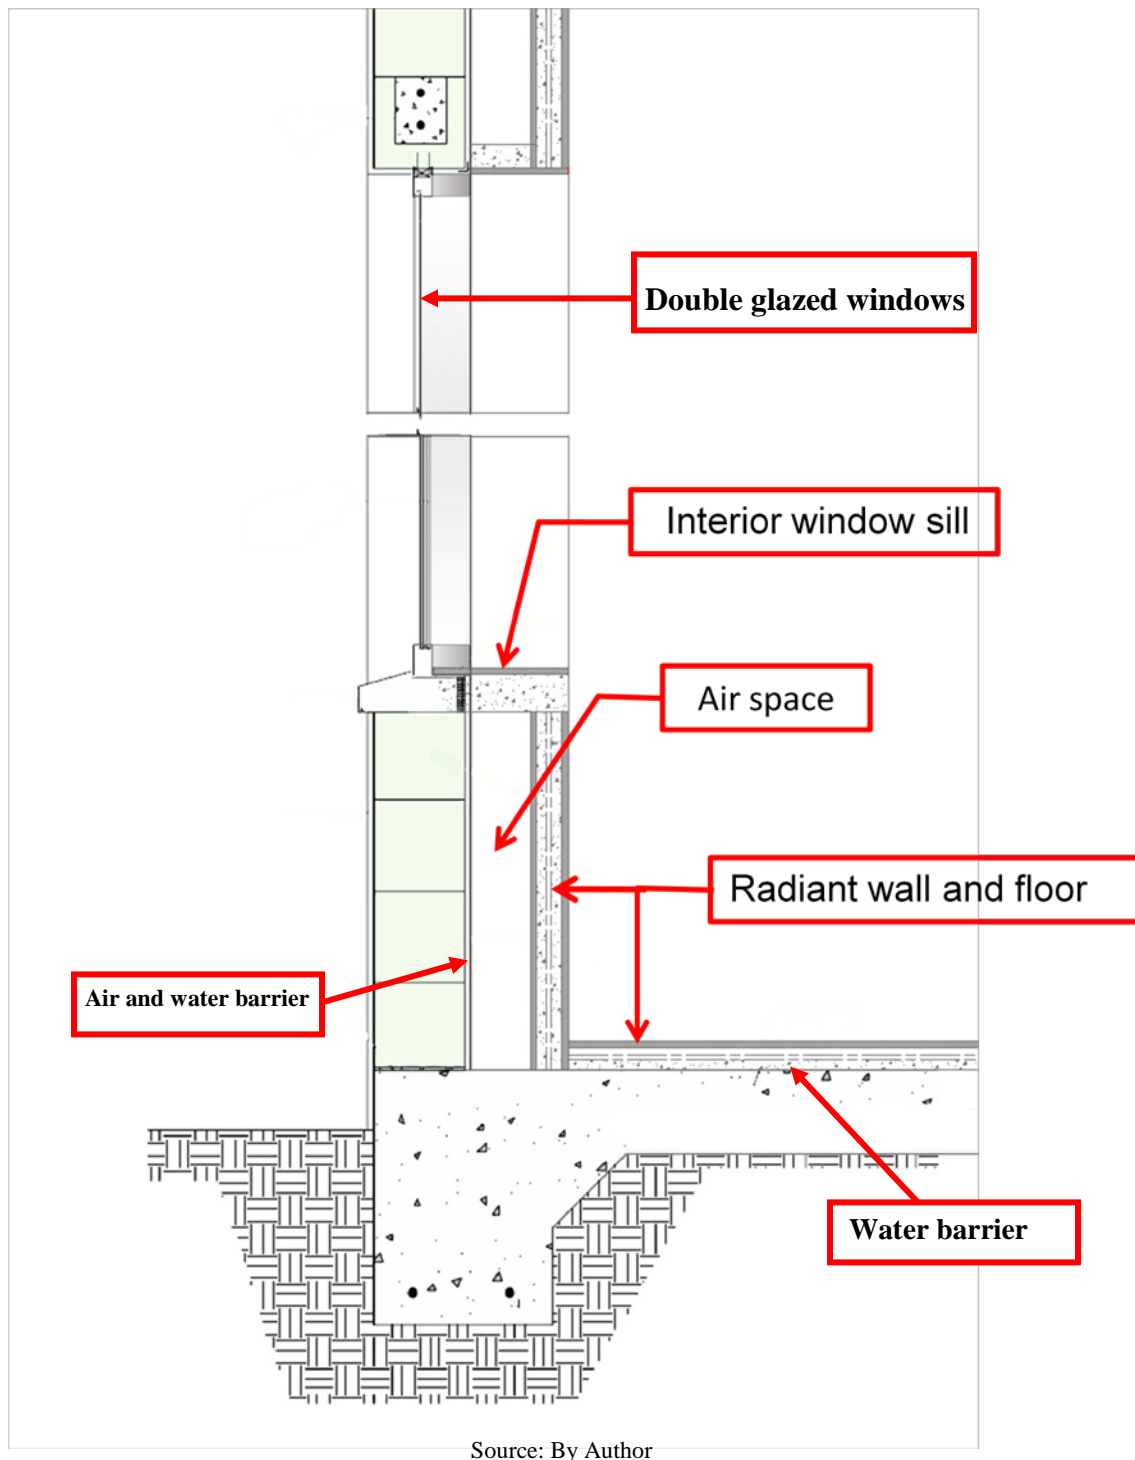 Double glazed windows
Interior window sill
Air space
Radiant wall and floor
Air and water barrier
Water barrier
Source: By Author